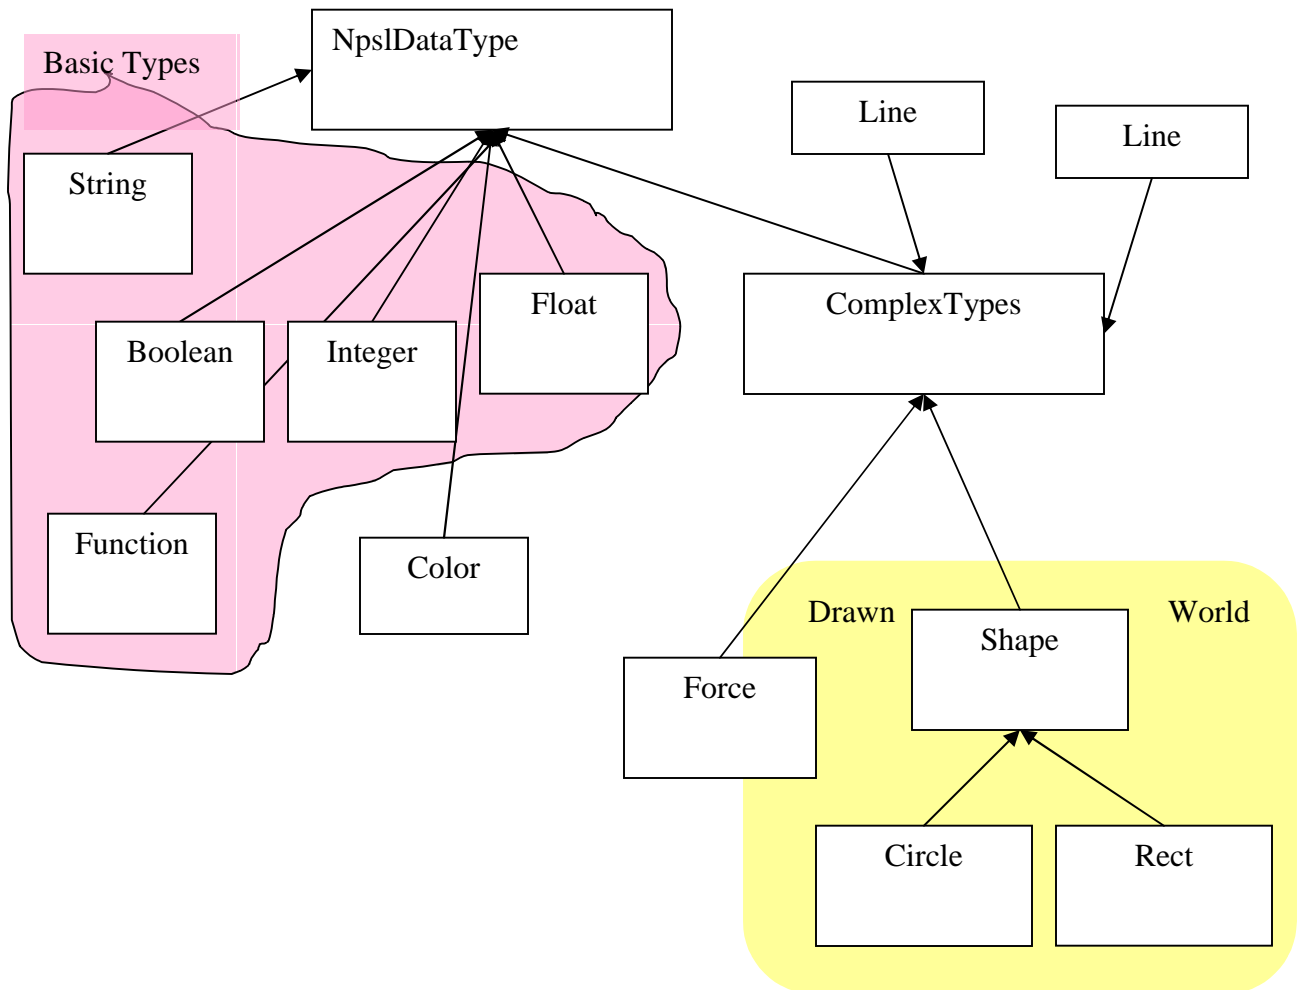 NpslDataType
Basic Types
Line
Line
String
Float
ComplexTypes
Boolean
Integer
Function
Color
Drawn World
Shape
Force
Circle
Rect